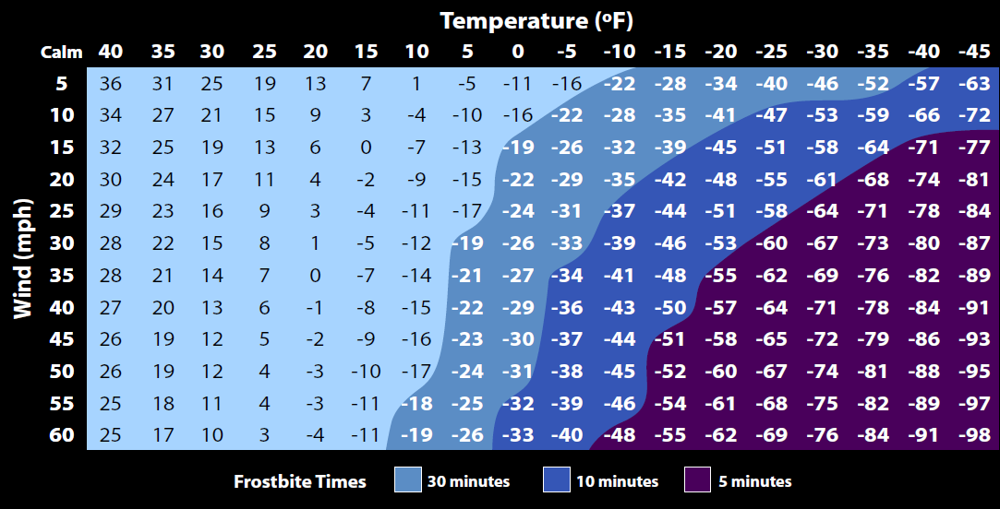 Temperature (ºF)
Calm 40 35 30 25 20 15 10 5 0 -5 -10 -15 -20 -25 -30 -35 -40 -45
5 36 31 25 19 13 7 1 -5 -11 -16 -22 -28 -34 -40 -46 -52 -57 -63
10 34 27 21 15 9 3 -4 -10 -16 -22 -28 -35 -41 -47 -53 -59 -66 -72
15 32 25 19 13 6 0 -7 -13 -19 -26 -32 -39 -45 -51 -58 -64 -71 -77
20 30 24 17 11 4 -2 -9 -15 -22 -29 -35 -42 -48 -55 -61 -68 -74 -81
25 29 23 16 9 3 -4 -11 -17 -24 -31 -37 -44 -51 -58 -64 -71 -78 -84
30 28 22 15 8 1 -5 -12 -19 -26 -33 -39 -46 -53 -60 -67 -73 -80 -87
35 28 21 14 7 0 -7 -14 -21 -27 -34 -41 -48 -55 -62 -69 -76 -82 -89
40 27 20 13 6 -1 -8 -15 -22 -29 -36 -43 -50 -57 -64 -71 -78 -84 -91
45 26 19 12 5 -2 -9 -16 -23 -30 -37 -44 -51 -58 -65 -72 -79 -86 -93
50 26 19 12 4 -3 -10 -17 -24 -31 -38 -45 -52 -60 -67 -74 -81 -88 -95
55 25 18 11 4 -3 -11 -18 -25 -32 -39 -46 -54 -61 -68 -75 -82 -89 -97
60 25 17 10 3 -4 -11 -19 -26 -33 -40 -48 -55 -62 -69 -76 -84 -91 -98
Wind (mph)
Frostbite Times 30 minutes 10 minutes 5 minutes